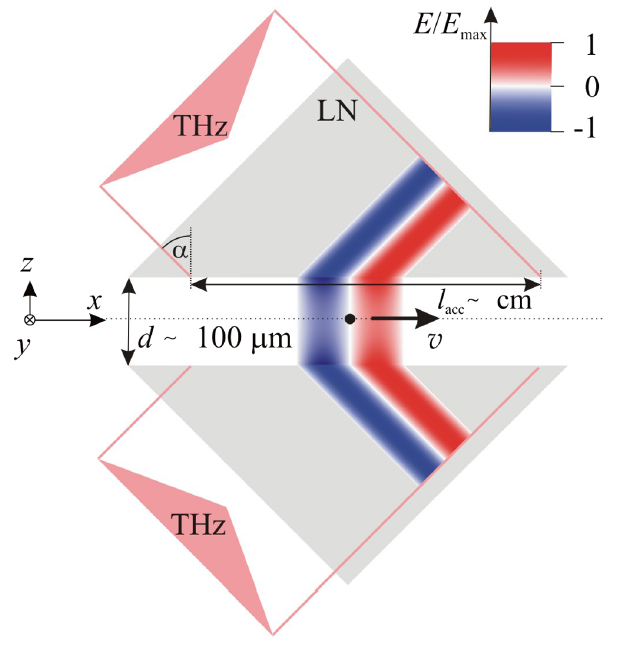 E/Emax
1
0
-1
THz
LN
α
z
x
y
d ~ 100 μm
lacc~ cm
v
THz